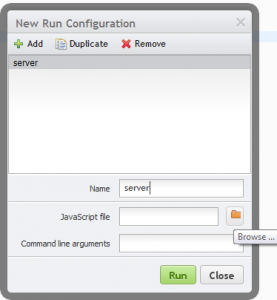 New Run Configuration
Add Duplicate Remove
server
Name server
JavaScript file
Browse ...
Command line arguments
Run Close